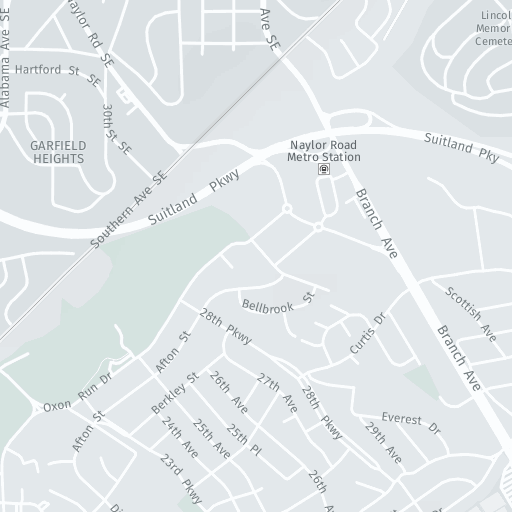 Alabama Ave SE
Naylor Rd SE
Ave SE
Lincol
Memor
Cemete
Hartford St SE
30th St SE
GARFIELD
HEIGHTS
Naylor Road
Metro Station
Suitland Pky
Southern Ave SE
Suitland Pkwy
Branch Ave
Bellbrook St
Scottish Ave
28th Pkwy
Curtis Dr
Branch Ave
Afton St
Oxon Run Dr
Berkley St
26th Ave
27th Ave
28th Pkwy
Everest Dr
29th Ave
Afton St
24th Ave
25th Ave
25th Pl
23rd Pkwy
26th Ave